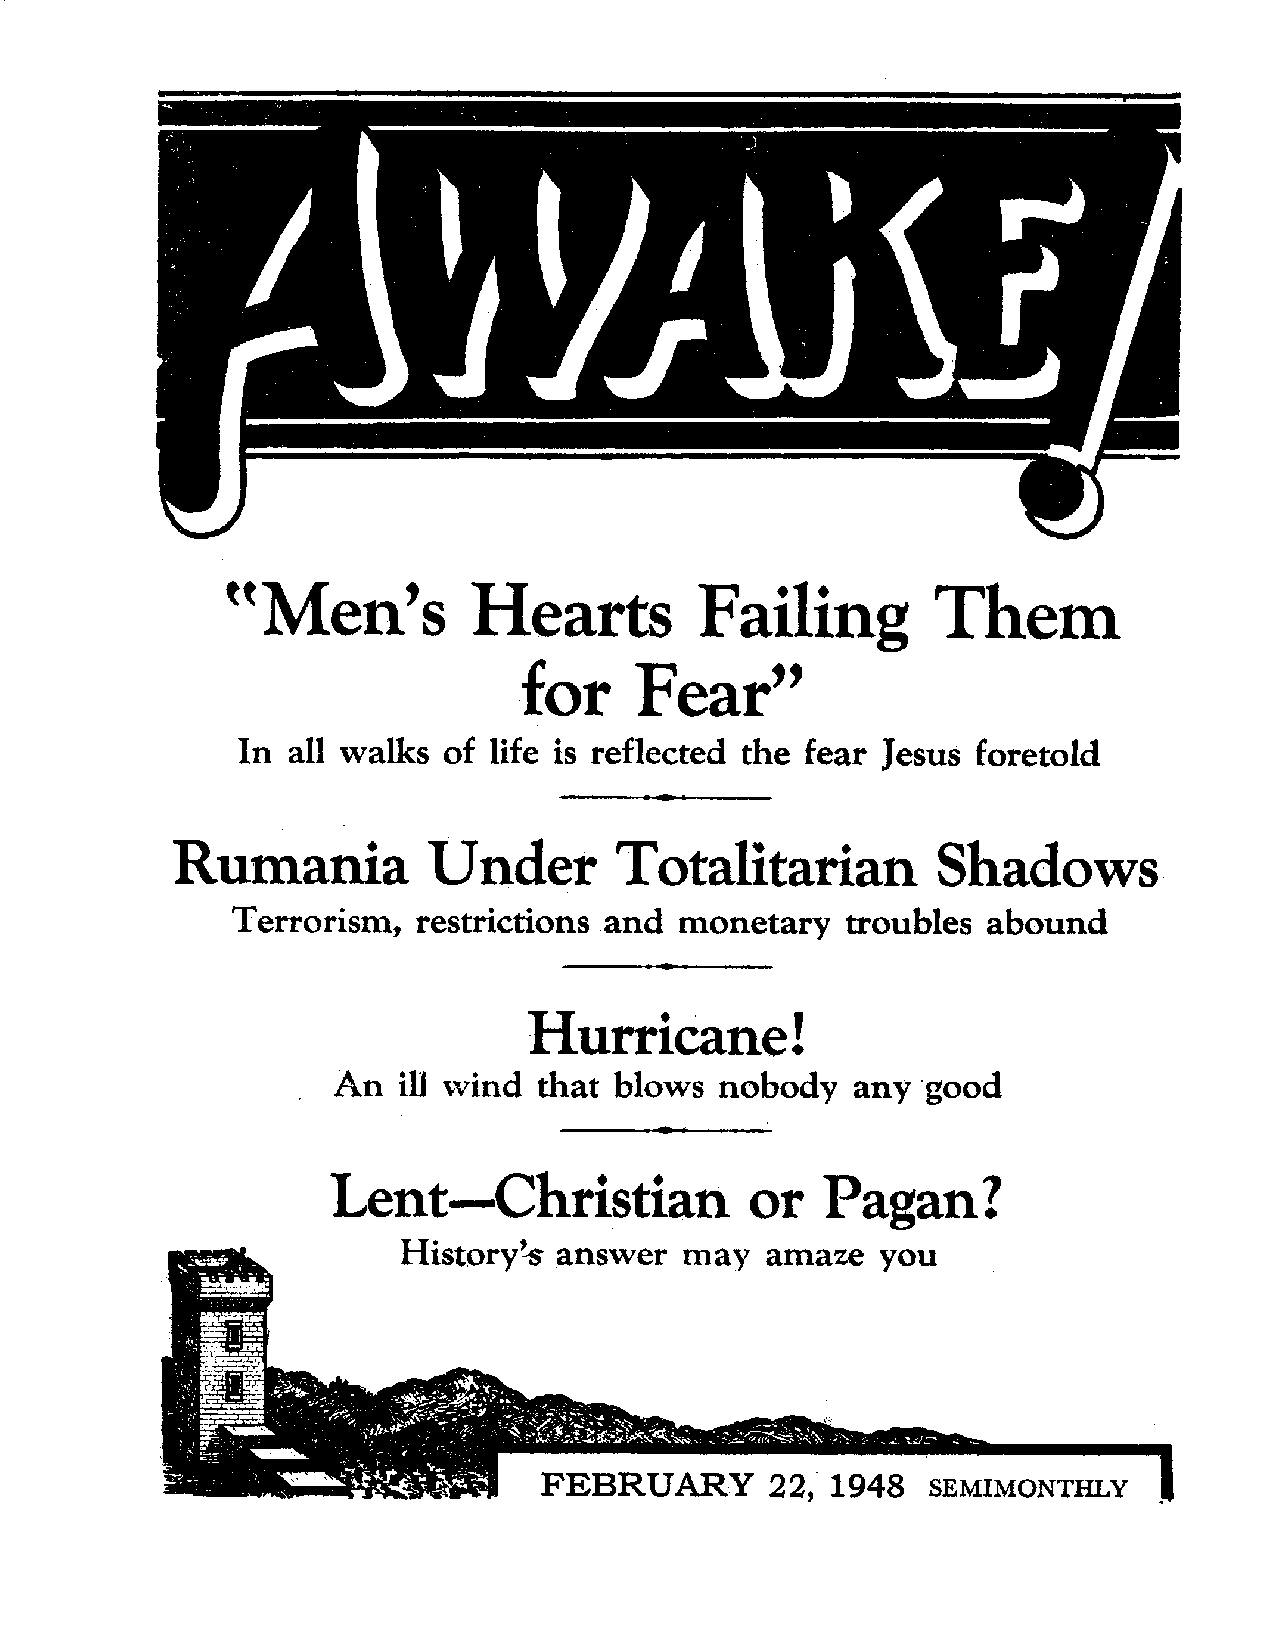 AWAKE!
"Men's Hearts Failing Them
for Fear"
In all walks of life is reflected the fear Jesus foretold
Rumania Under Totalitarian Shadows
Terrorism, restrictions and monetary troubles abound
Hurricane!
An ill wind that blows nobody any good
Lent—Christian or Pagan?
History's answer may amaze you
FEBRUARY 22, 1948 SEMIMONTHLY